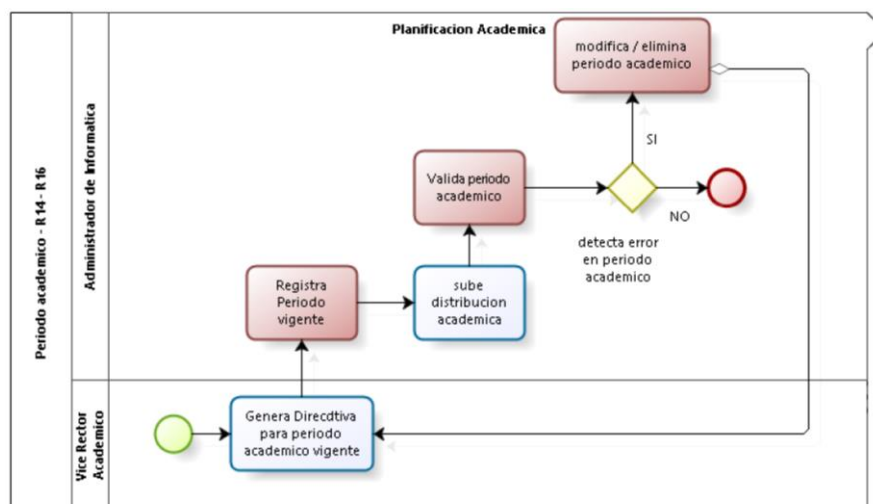 Planificacion Academica
Periodo academico - R14 - R16
Administrador de Informatica
Vice Rector
Academico
modifica / elimina
periodo academico
SI
NO
Valida periodo
academico
detecta error
en periodo
academico
Registra
Periodo
vigente
sube
distribucion
academica
Genera Direcdtiva
para periodo
academico vigente